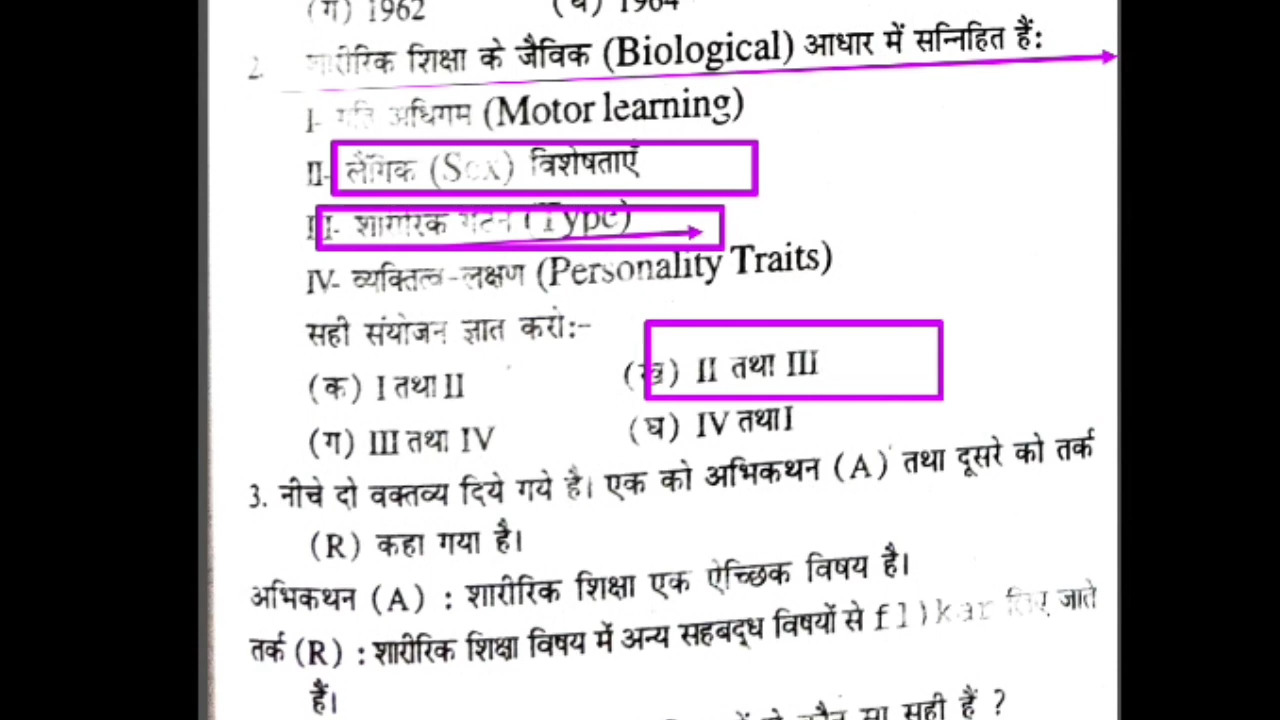 (ग) 1962 (घ) 1964
2. शारीरिक शिक्षा के जैविक (Biological) आधार में सन्निहित हैं:
I- गति अधिगम (Motor learning)
II- लैंगिक (Sex) विशेषताएँ
III- शारीरिक गठन (Type)
IV- व्यक्तित्व-लक्षण (Personality Traits)
सही संयोजन ज्ञात करो:-
(क) I तथा II (ख) II तथा III
(ग) III तथा IV (घ) IV तथा I
3. नीचे दो वक्तव्य दिये गये है। एक को अभिकथन (A) तथा दूसरे को तर्क
(R) कहा गया है।
अभिकथन (A) : शारीरिक शिक्षा एक ऐच्छिक विषय है।
तर्क (R) : शारीरिक शिक्षा विषय में अन्य सहबद्ध विषयों से लिए जाते
हैं।
कौन सा सही हैं ?